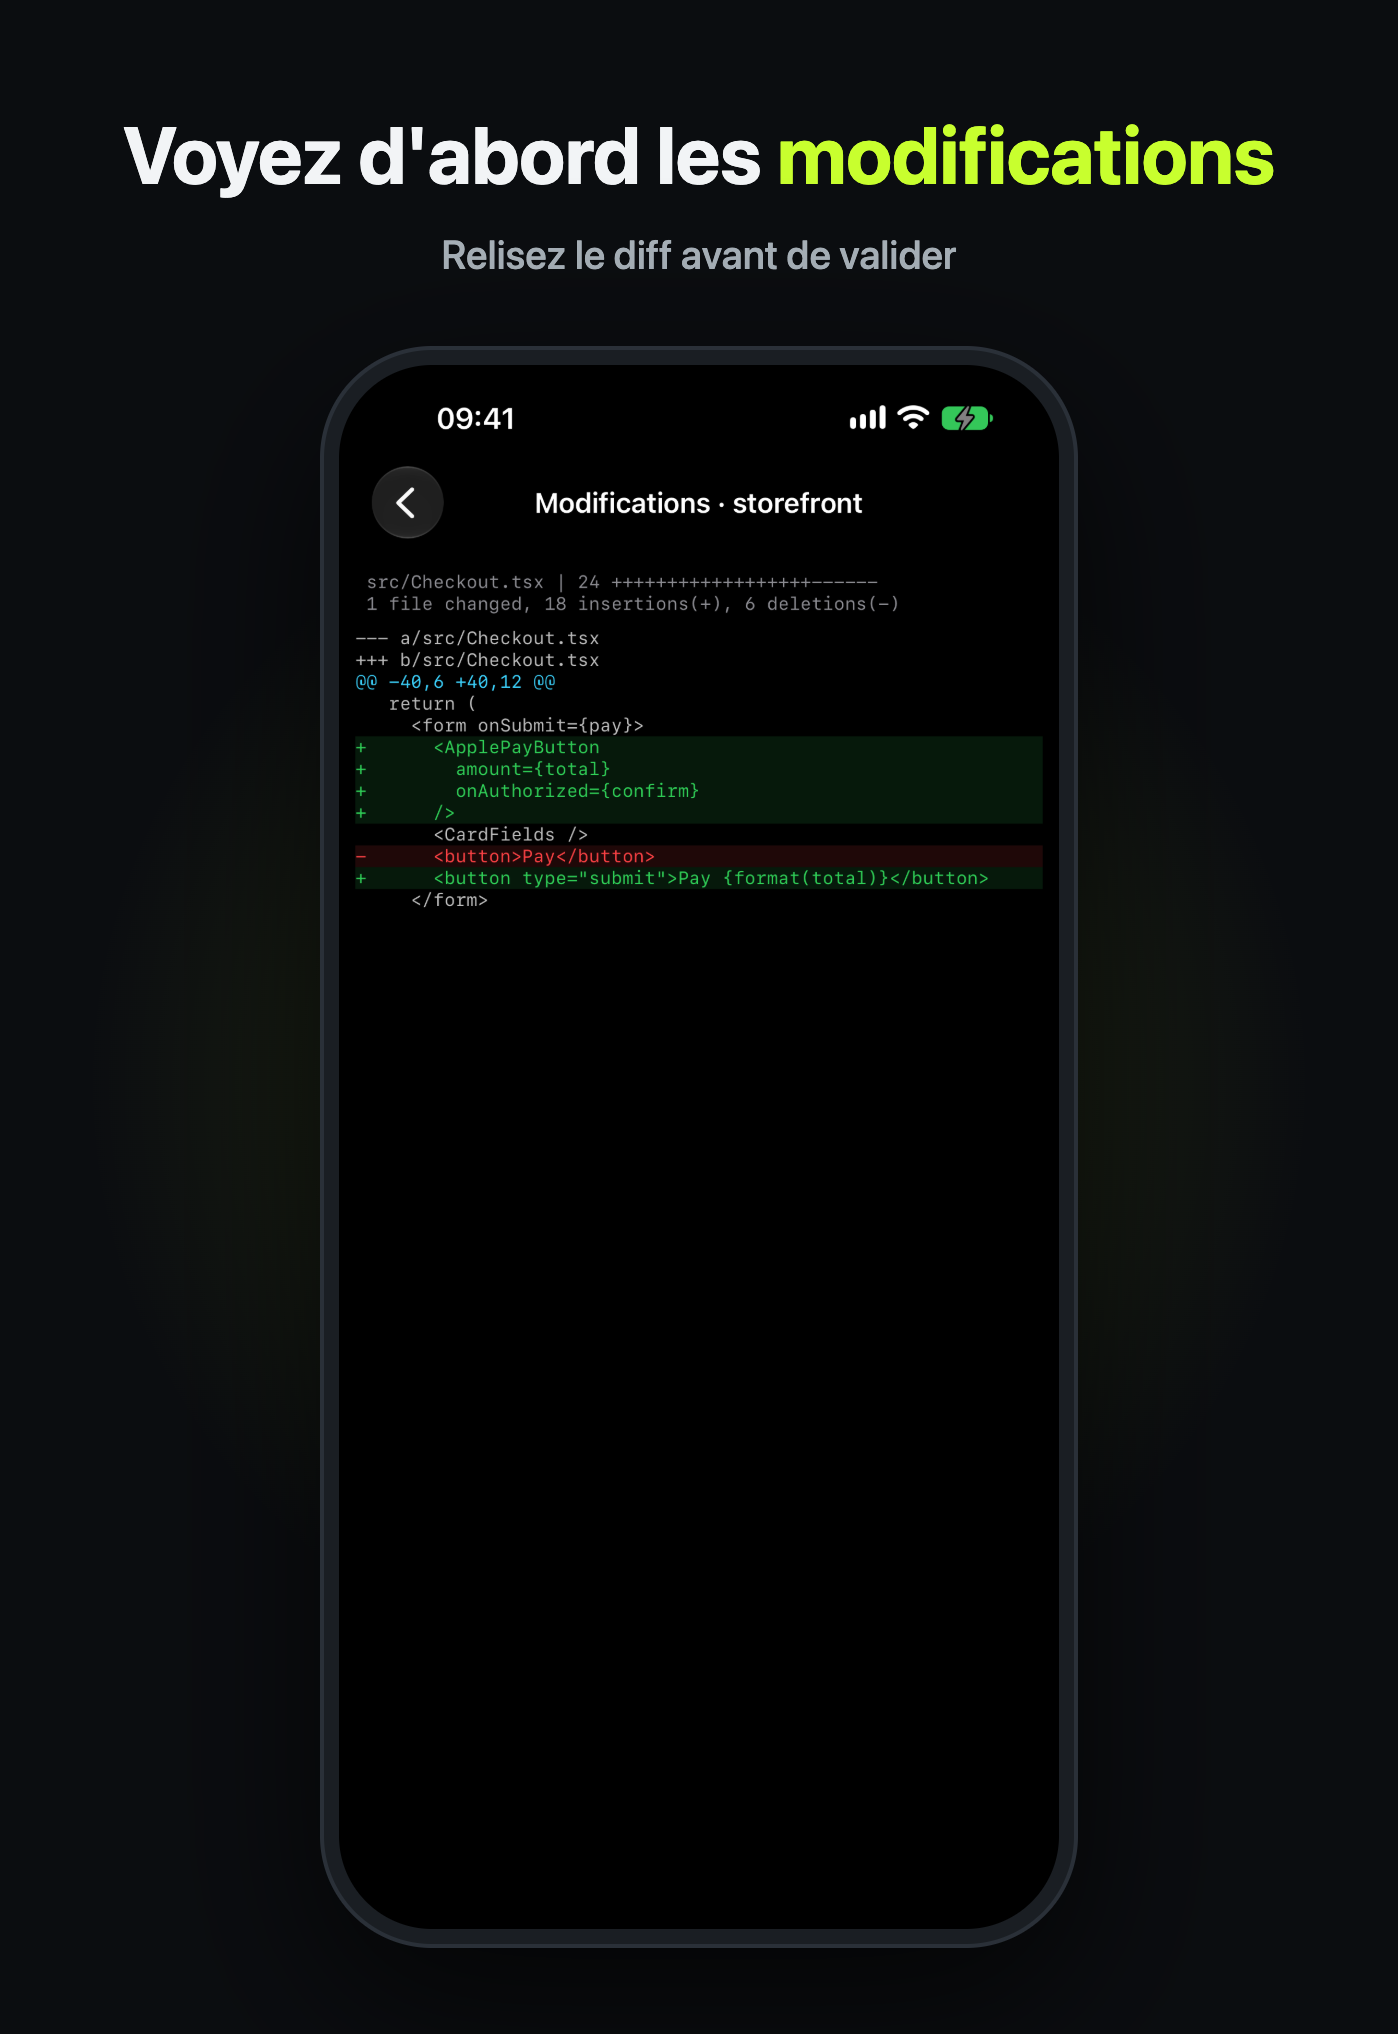 Voyez d'abord les modifications
Relisez le diff avant de valider
09:41
Modifications · storefront
src/Checkout.tsx | 24 ++++++++++++++++++------
1 file changed, 18 insertions(+), 6 deletions(-)
--- a/src/Checkout.tsx
+++ b/src/Checkout.tsx
@@ -40,6 +40,12 @@
   return (
     <form onSubmit={pay}>
+      <ApplePayButton
+        amount={total}
+        onAuthorized={confirm}
+      />
       <CardFields />
-      <button>Pay</button>
+      <button type="submit">Pay {format(total)}</button>
     </form>